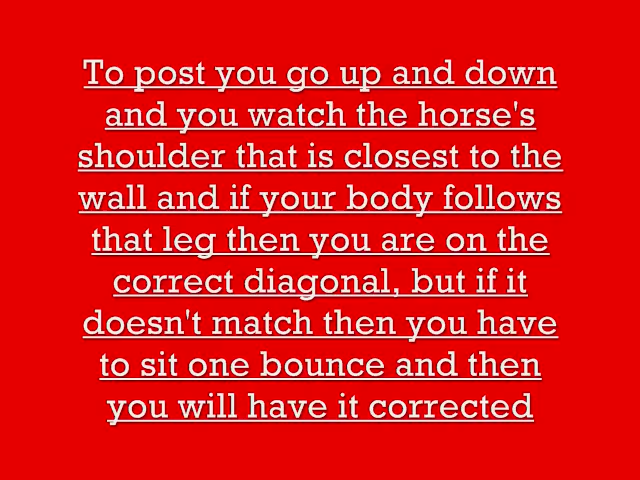 To post you go up and down
and you watch the horse's
shoulder that is closest to the
wall and if your body follows
that leg then you are on the
correct diagonal, but if it
doesn't match then you have
to sit one bounce and then
you will have it corrected